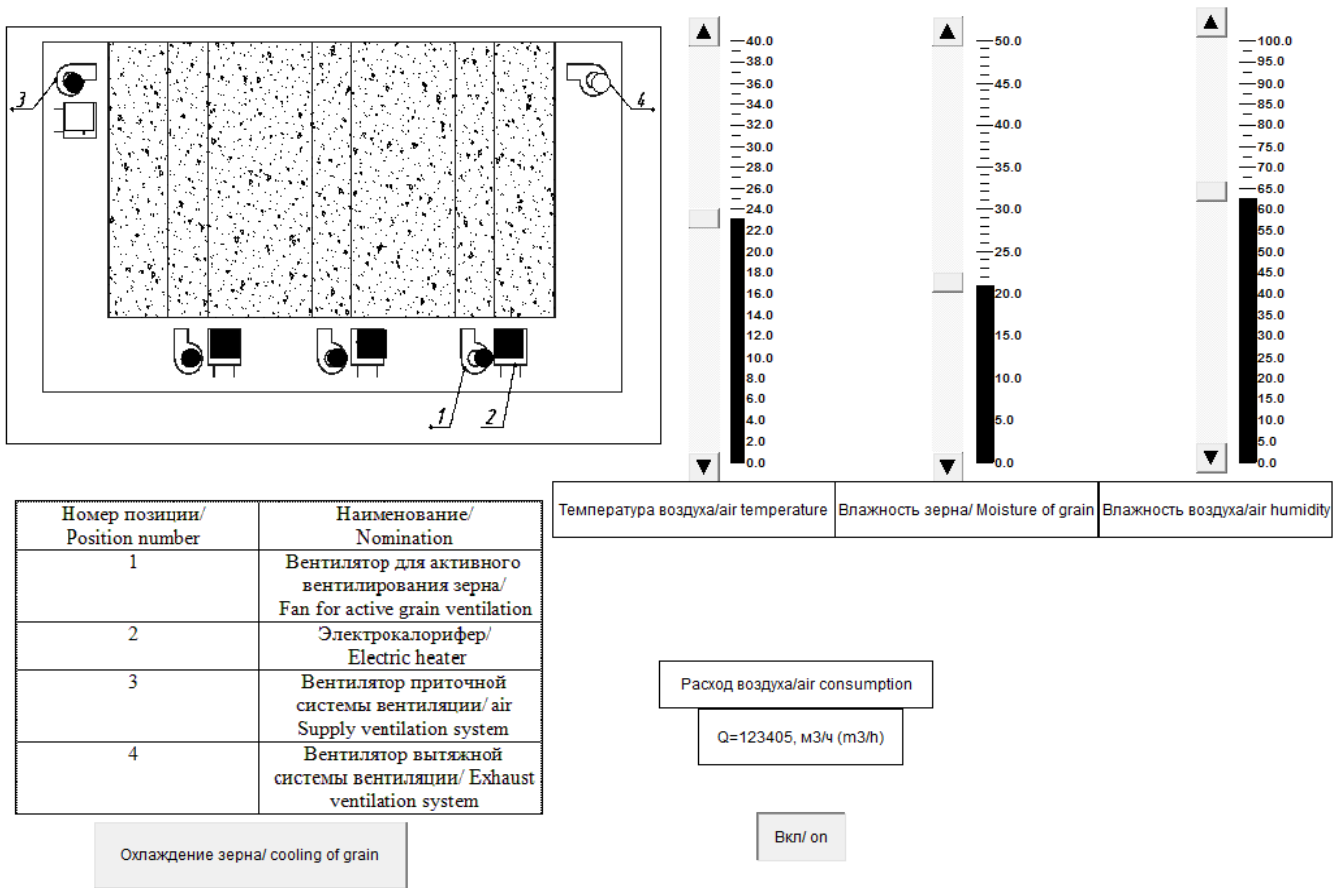 3
4
1
2
40.0
38.0
36.0
34.0
32.0
30.0
28.0
26.0
24.0
22.0
20.0
18.0
16.0
14.0
12.0
10.0
8.0
6.0
4.0
2.0
0.0
50.0
45.0
40.0
35.0
30.0
25.0
20.0
15.0
10.0
5.0
0.0
100.0
95.0
90.0
85.0
80.0
75.0
70.0
65.0
60.0
55.0
50.0
45.0
40.0
35.0
30.0
25.0
20.0
15.0
10.0
5.0
0.0
Температура воздуха/air temperature
Влажность зерна/ Moisture of grain
Влажность воздуха/air humidity
Номер позиции/
Position number
Наименование/
Nomination
1
Вентилятор для активного
вентилирования зерна/
Fan for active grain ventilation
2
Электрокалорифер/
Electric heater
3
Вентилятор приточной
системы вентиляции/ air
Supply ventilation system
4
Вентилятор вытяжной
системы вентиляции/ Exhaust
ventilation system
Расход воздуха/air consumption
Q=123405, м3/ч (m3/h)
Охлаждение зерна/ cooling of grain
Вкл/ on